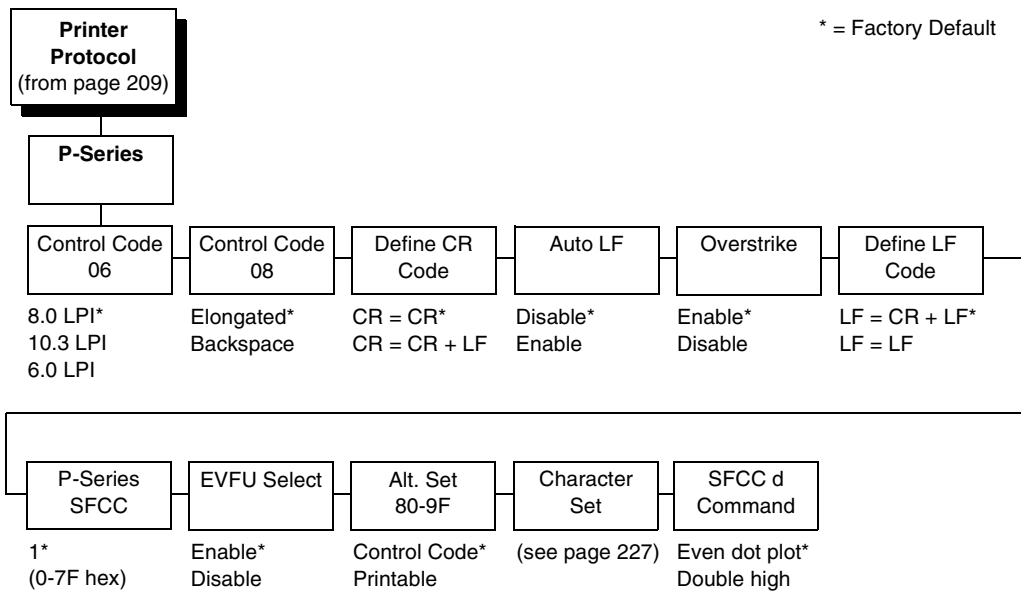 Printer
Protocol
(from page 209)
* = Factory Default
P-Series
Control Code
06
8.0 LPI*
10.3 LPI
6.0 LPI
Control Code
08
Elongated*
Backspace
Define CR
Code
CR = CR*
CR = CR + LF
Auto LF
Disable*
Enable
Overstrike
Enable*
Disable
Define LF
Code
LF = CR + LF*
LF = LF
P-Series
SFCC
1*
(0-7F hex)
EVFU Select
Enable*
Disable
Alt. Set
80-9F
Control Code*
Printable
Character
Set
(see page 227)
SFCC d
Command
Even dot plot*
Double high